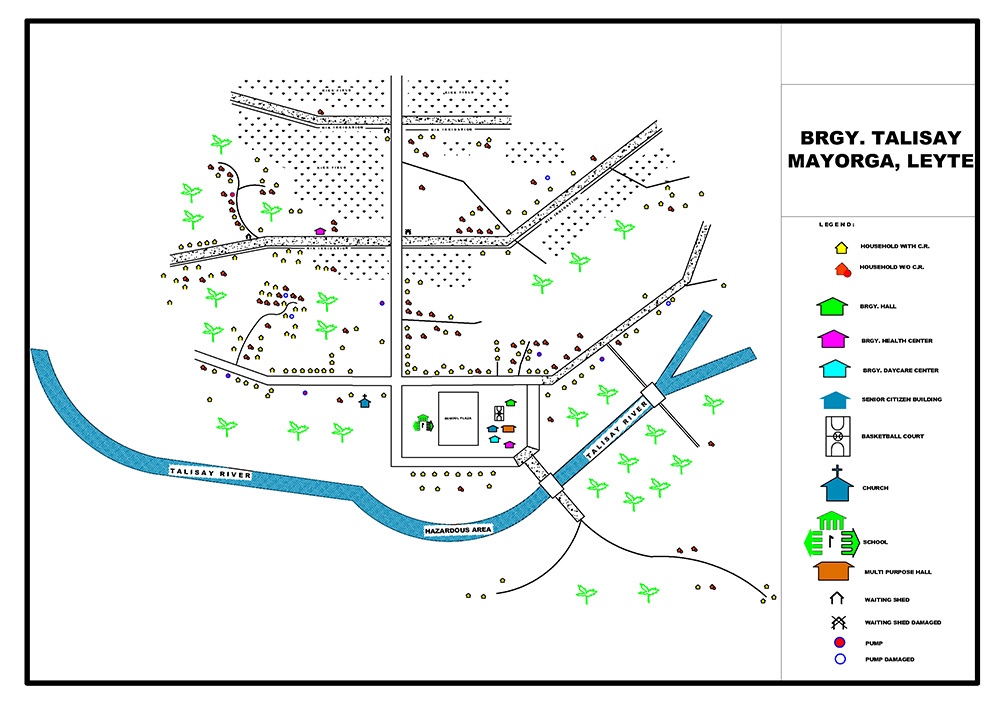 BRGY. TALISAY
MAYORGA, LEYTE
LEGEND:
HOUSEHOLD WITH C.R.
HOUSEHOLD W/O C.R.
BRGY. HALL
BRGY. HEALTH CENTER
BRGY. DAYCARE CENTER
SENIOR CITIZEN BUILDING
BASKETBALL COURT
CHURCH
SCHOOL
MULTI PURPOSE HALL
WAITING SHED
WAITING SHED DAMAGED
PUMP
PUMP DAMAGED
RICE FIELD
RICE FIELD
NIA IRRIGATION
NIA IRRIGATION
RICE FIELD
NIA IRRIGATION
NIA IRRIGATION
NIA IRRIGATION
TALISAY RIVER
TALISAY RIVER
HAZARDOUS AREA